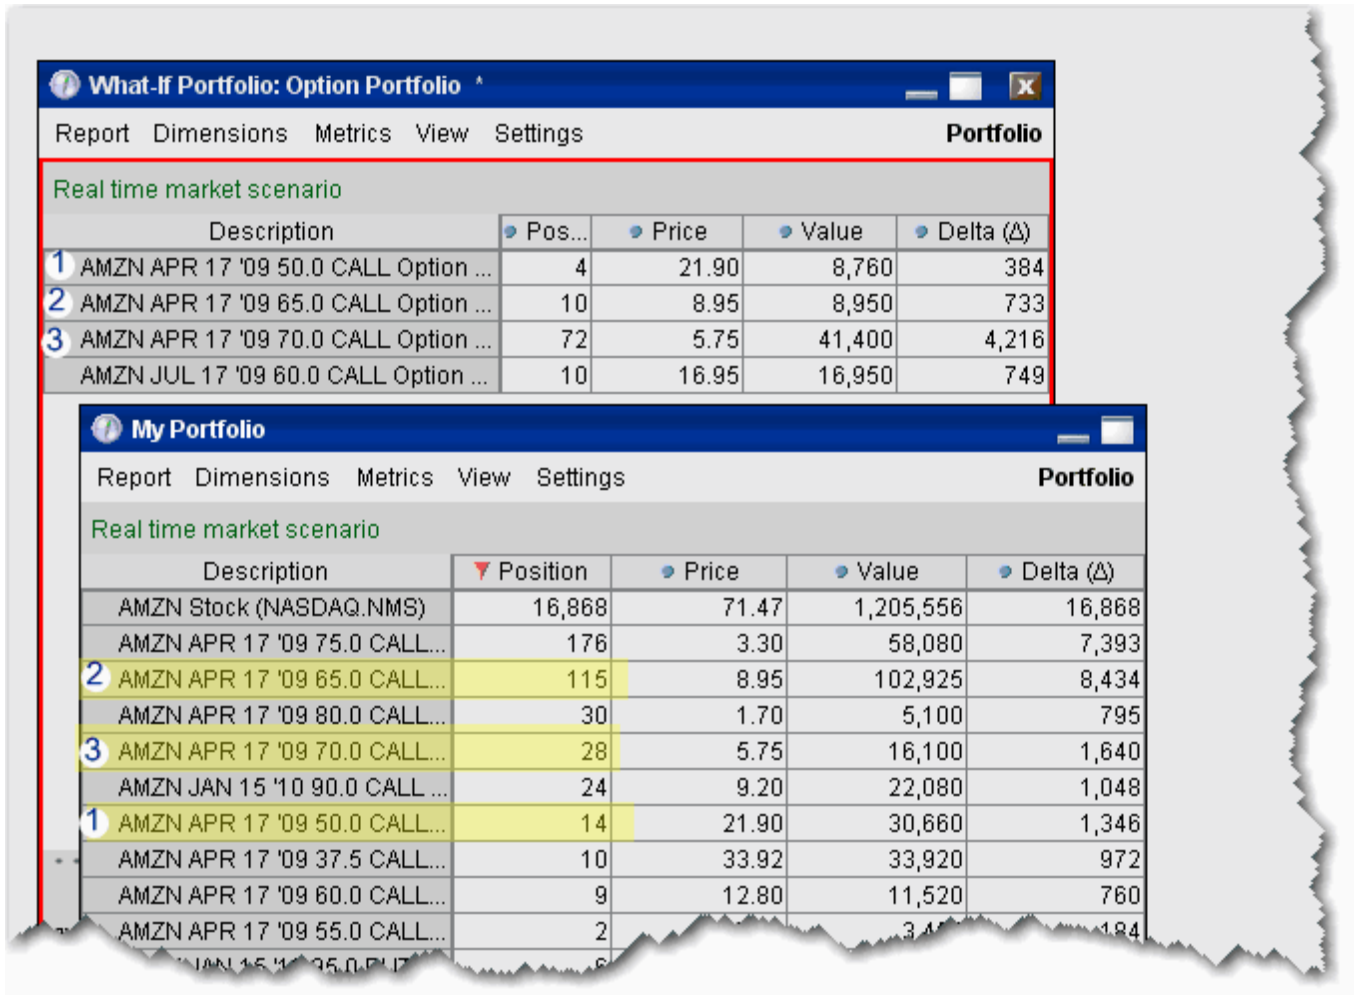 What-If Portfolio: Option Portfolio *
Report Dimensions Metrics View Settings Portfolio
Real time market scenario
Description Pos... Price Value Delta (Δ)
1 AMZN APR 17 '09 50.0 CALL Option ... 4 21.90 8,760 384
2 AMZN APR 17 '09 65.0 CALL Option ... 10 8.95 8,950 733
3 AMZN APR 17 '09 70.0 CALL Option ... 72 5.75 41,400 4,216
AMZN JUL 17 '09 60.0 CALL Option ... 10 16.95 16,950 749
My Portfolio
Report Dimensions Metrics View Settings Portfolio
Real time market scenario
Description Position Price Value Delta (Δ)
AMZN Stock (NASDAQ.NMS) 16,868 71.47 1,205,556 16,868
AMZN APR 17 '09 75.0 CALL... 176 3.30 58,080 7,393
2 AMZN APR 17 '09 65.0 CALL... 115 8.95 102,925 8,434
AMZN APR 17 '09 80.0 CALL... 30 1.70 5,100 795
3 AMZN APR 17 '09 70.0 CALL... 28 5.75 16,100 1,640
AMZN JAN 15 '10 90.0 CALL ... 24 9.20 22,080 1,048
1 AMZN APR 17 '09 50.0 CALL... 14 21.90 30,660 1,346
AMZN APR 17 '09 37.5 CALL... 10 33.92 33,920 972
AMZN APR 17 '09 60.0 CALL... 9 12.80 11,520 760
AMZN APR 17 '09 55.0 CALL... 2 184